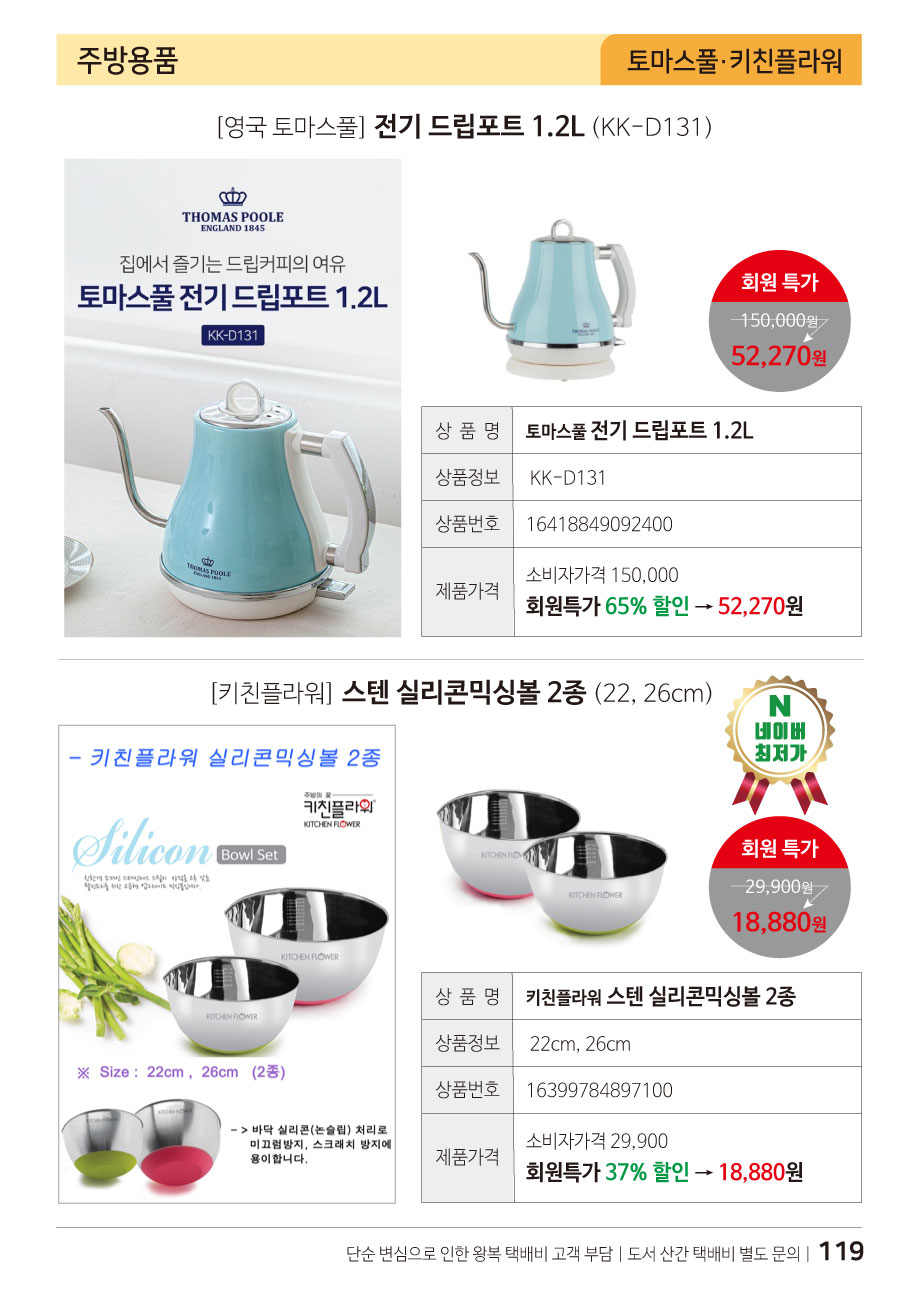 주방용품
토마스풀·키친플라워
[영국 토마스풀] 전기 드립포트 1.2L (KK-D131)
THOMAS POOLE
ENGLAND 1845
집에서 즐기는 드립커피의 여유
토마스풀 전기 드립포트 1.2L
KK-D131
THOMAS POOLE
ENGLAND 1845
THOMAS POOLE
회원 특가
150,000원
52,270원
상 품 명 토마스풀 전기 드립포트 1.2L
상품정보 KK-D131
상품번호 16418849092400
제품가격 소비자가격 150,000
회원특가 65% 할인 → 52,270원
[키친플라워] 스텐 실리콘믹싱볼 2종 (22, 26cm)
N
네이버
최저가
- 키친플라워 실리콘믹싱볼 2종
주방의 꽃
키친플라워
KITCHEN FLOWER
Silicon Bowl Set
KITCHEN FLOWER
KITCHEN FLOWER
※ Size : 22cm , 26cm (2종)
KITCHEN FLOWER
KITCHEN FLOWER
- > 바닥 실리콘(논슬립) 처리로
미끄럼방지, 스크래치 방지에
용이합니다.
KITCHEN FLOW
KITCHEN FLOWER
회원 특가
29,900원
18,880원
상 품 명 키친플라워 스텐 실리콘믹싱볼 2종
상품정보 22cm, 26cm
상품번호 16399784897100
제품가격 소비자가격 29,900
회원특가 37% 할인 → 18,880원
단순 변심으로 인한 왕복 택배비 고객 부담 | 도서 산간 택배비 별도 문의 | 119